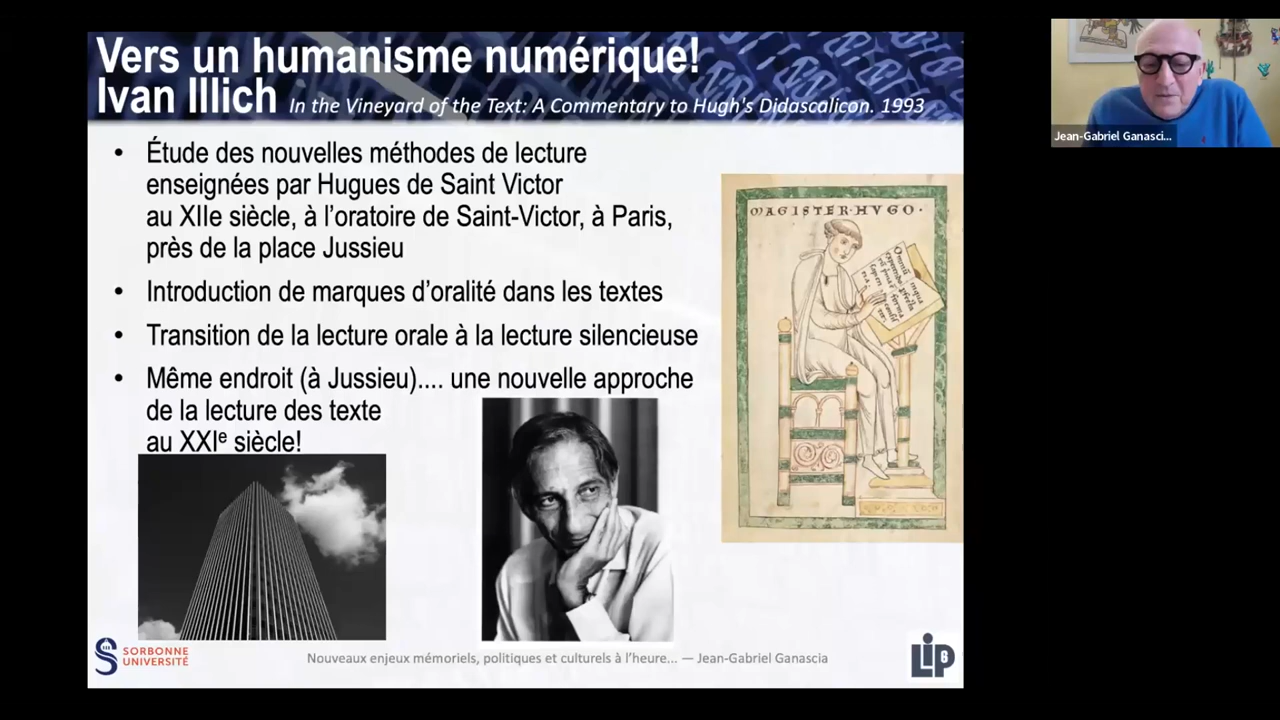 Vers un humanisme numérique!
Ivan Illich In the Vineyard of the Text: A Commentary to Hugh's Didascalicon. 1993
• Étude des nouvelles méthodes de lecture
enseignées par Hugues de Saint Victor
au XIIe siècle, à l’oratoire de Saint-Victor, à Paris,
près de la place Jussieu
• Introduction de marques d’oralité dans les textes
• Transition de la lecture orale à la lecture silencieuse
• Même endroit (à Jussieu).... une nouvelle approche
de la lecture des texte
au XXIe siècle!
MAGISTER·HVGO·
SORBONNE
UNIVERSITÉ
Nouveaux enjeux mémoriels, politiques et culturels à l’heure... — Jean-Gabriel Ganascia
LIP6
Jean-Gabriel Ganasci...